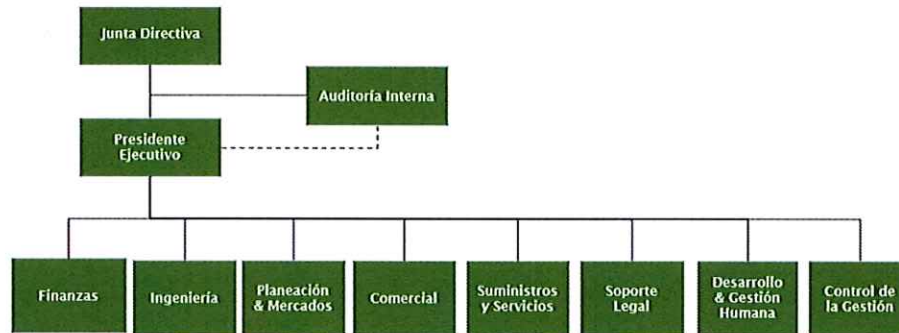 Junta Directiva
Auditoría Interna
Presidente
Ejecutivo
Finanzas
Ingeniería
Planeación
& Mercados
Comercial
Suministros
y Servicios
Soporte
Legal
Desarrollo
& Gestión
Humana
Control de
la Gestión